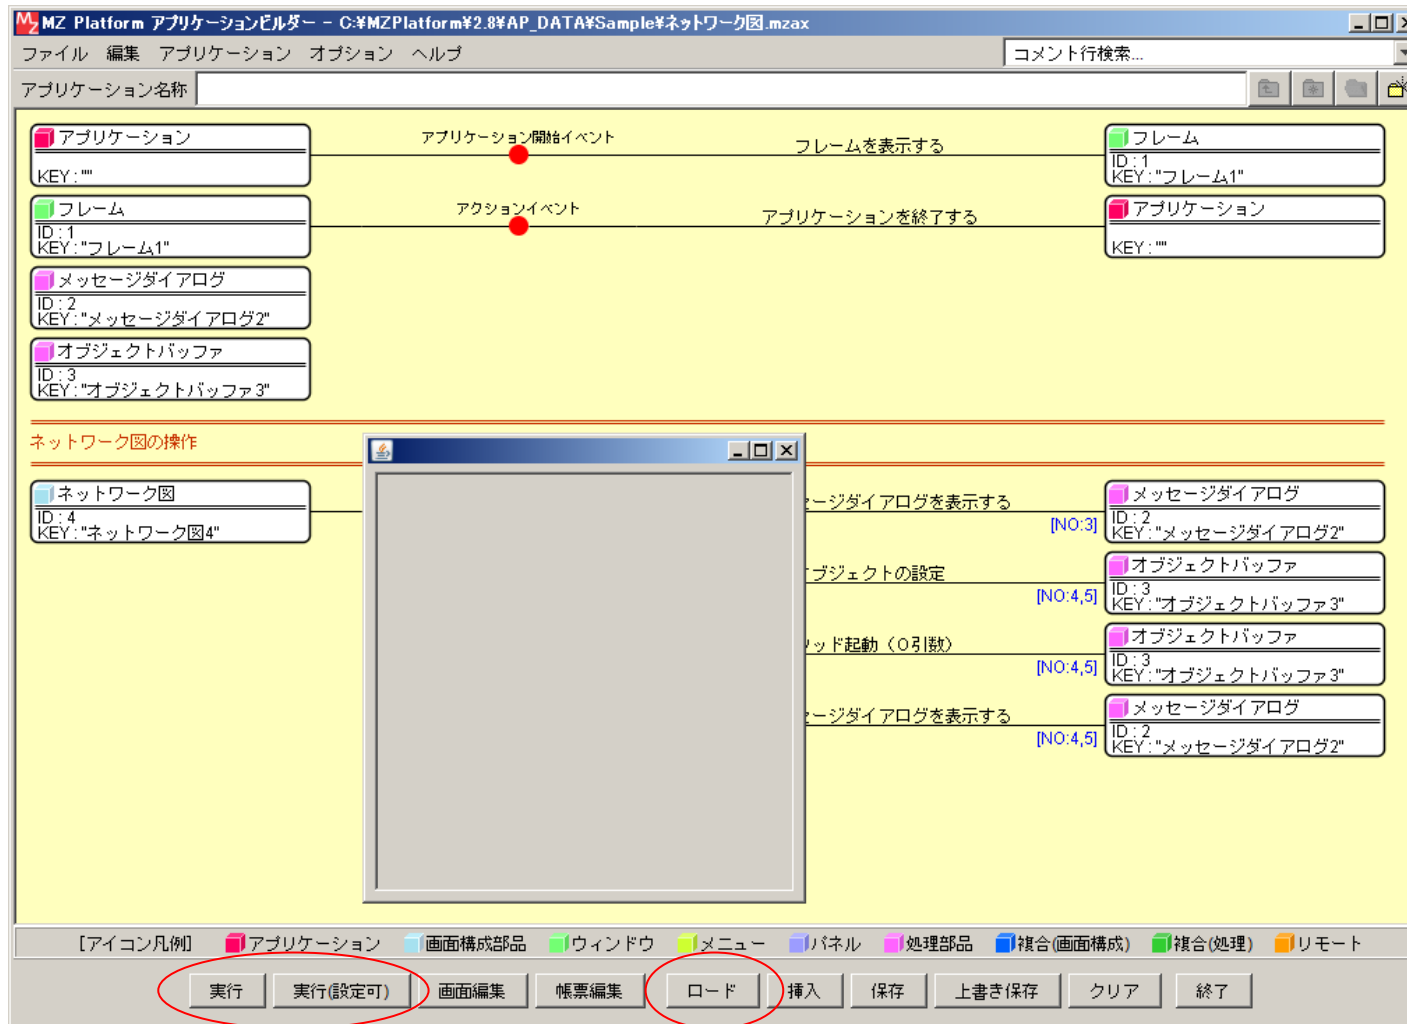 MZ Platform アプリケーションビルダー - C:¥MZPlatform¥2.8¥AP_DATA¥Sample¥ネットワーク図.mzax
ファイル 編集 アプリケーション オプション ヘルプ コメント行検索...
アプリケーション名称
アプリケーション
KEY:""
アプリケーション開始イベント
フレームを表示する
フレーム
ID:1
KEY:"フレーム1"
フレーム
ID:1
KEY:"フレーム1"
アクションイベント
アプリケーションを終了する
アプリケーション
KEY:""
メッセージダイアログ
ID:2
KEY:"メッセージダイアログ2"
オブジェクトバッファ
ID:3
KEY:"オブジェクトバッファ3"
ネットワーク図の操作
ネットワーク図
ID:4
KEY:"ネットワーク図4"
セージダイアログを表示する
[NO:3]
メッセージダイアログ
ID:2
KEY:"メッセージダイアログ2"
ブジェクトの設定
[NO:4,5]
オブジェクトバッファ
ID:3
KEY:"オブジェクトバッファ3"
ッド起動（0引数）
[NO:4,5]
オブジェクトバッファ
ID:3
KEY:"オブジェクトバッファ3"
セージダイアログを表示する
[NO:4,5]
メッセージダイアログ
ID:2
KEY:"メッセージダイアログ2"
[アイコン凡例] アプリケーション 画面構成部品 ウィンドウ メニュー パネル 処理部品 複合(画面構成) 複合(処理) リモート
実行 実行(設定可) 画面編集 帳票編集 ロード 挿入 保存 上書き保存 クリア 終了